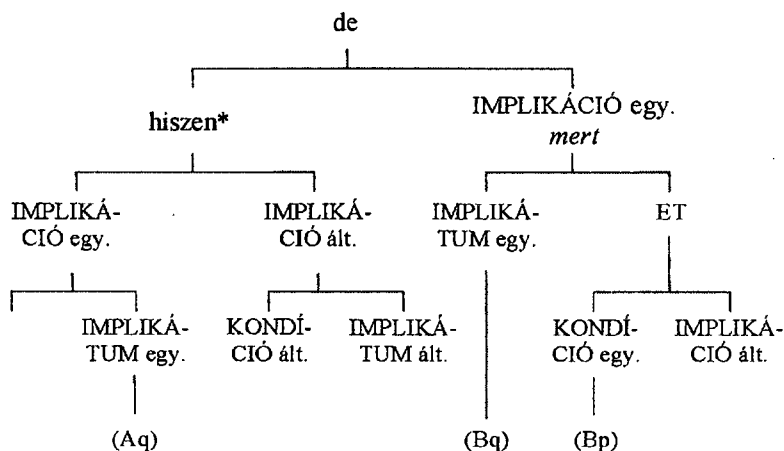 de
hiszen*
IMPLIKÁCIÓ egy.
mert
IMPLIKÁ-
CIÓ egy.
IMPLIKÁ-
CIÓ ált.
IMPLIKÁ-
TUM egy.
ET
IMPLIKÁ-
TUM egy.
KONDÍ-
CIÓ ált.
IMPLIKÁ-
TUM ált.
KONDÍ-
CIÓ egy.
IMPLIKÁ-
CIÓ ált.
(Aq)
(Bq)
(Bp)